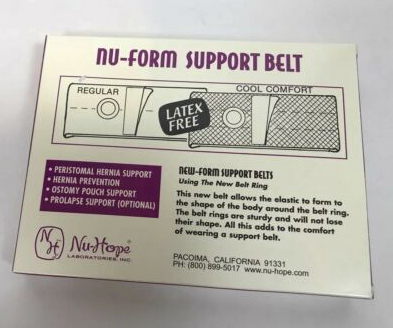 NU-FORM SUPPORT BELT
REGULAR
COOL COMFORT
LATEX
FREE
• PERISTOMAL HERNIA SUPPORT
• HERNIA PREVENTION
• OSTOMY POUCH SUPPORT
• PROLAPSE SUPPORT (OPTIONAL)
NEW-FORM SUPPORT BELTS
Using The New Belt Ring
This new belt allows the elastic to form to
the shape of the body around the belt ring.
The belt rings are sturdy and will not lose
their shape. All this adds to the comfort
of wearing a support belt.
NH
Nu-Hope
LABORATORIES, INC.
PACOIMA, CALIFORNIA 91331
PH: (800) 899-5017 www.nu-hope.com